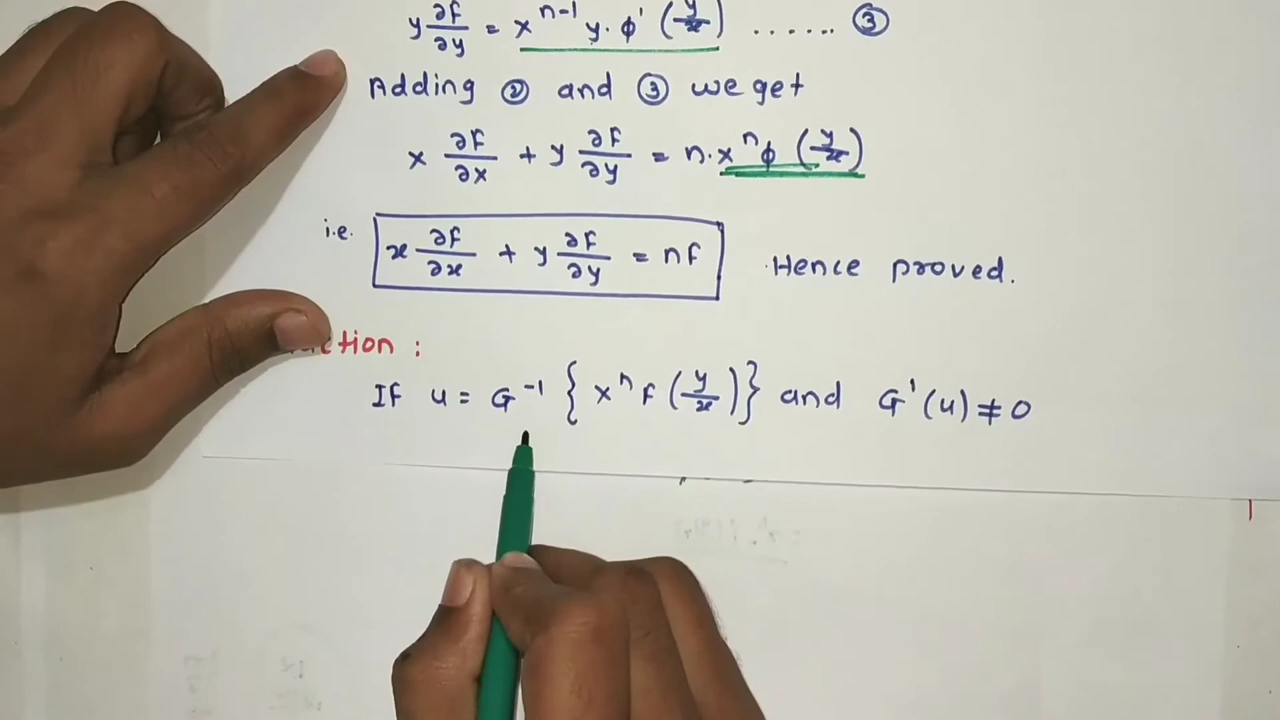 y ∂f/∂y = x^(n-1) y. ϕ' (y/x) ...... ③
Adding ② and ③ we get
x ∂f/∂x + y ∂f/∂y = n. x^n ϕ (y/x)
i.e. x ∂f/∂x + y ∂f/∂y = nf Hence proved.
ction :
If u = G^-1 { x^n f (y/x) } and G'(u) ≠ 0